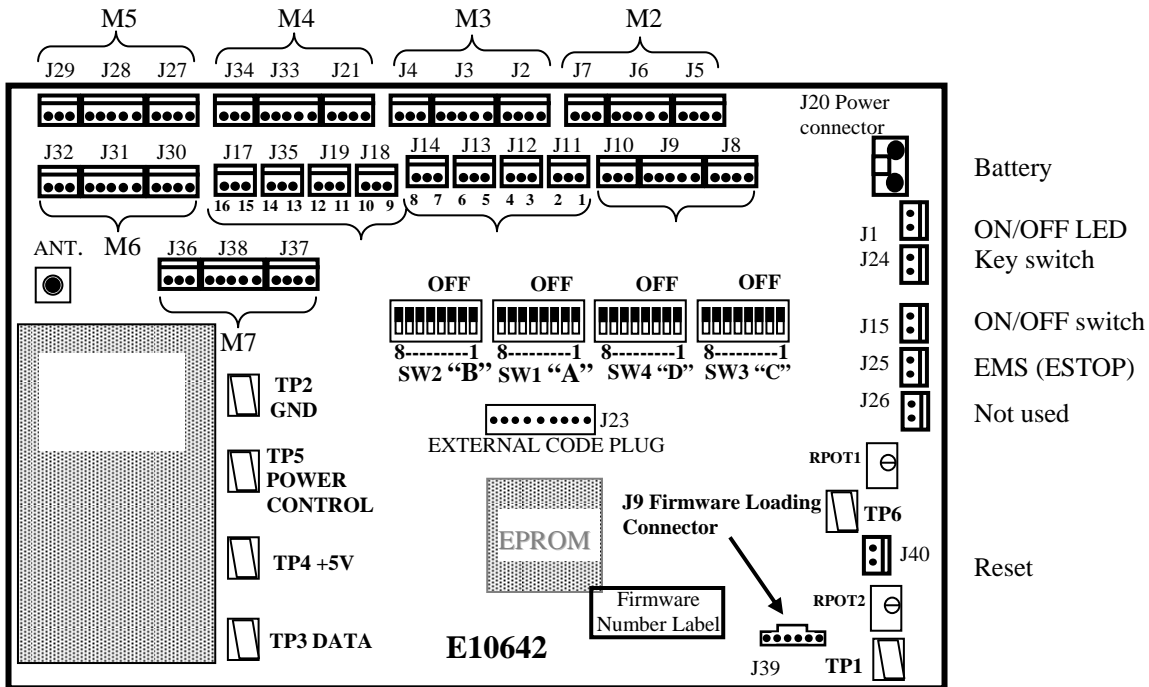 M5 M4 M3 M2
J29 J28 J27 J34 J33 J21 J4 J3 J2 J7 J6 J5
J20 Power
connector
J32 J31 J30 J17 J35 J19 J18 J14 J13 J12 J11 J10 J9 J8
Battery
16 15 14 13 12 11 10 9 8 7 6 5 4 3 2 1
J1 ON/OFF LED
ANT. M6 J36 J38 J37
J24 Key switch
OFF OFF OFF OFF
J15 ON/OFF switch
M7
8--------1 8--------1 8--------1 8--------1
SW2 “B” SW1 “A” SW4 “D” SW3 “C”
J25 EMS (ESTOP)
TP2
GND
J26 Not used
J23
EXTERNAL CODE PLUG
TP5
POWER
CONTROL
RPOT1
J9 Firmware Loading
Connector
TP6
EPROM
TP4 +5V
J40
Reset
Firmware
Number Label
RPOT2
TP3 DATA
E10642
J39
TP1